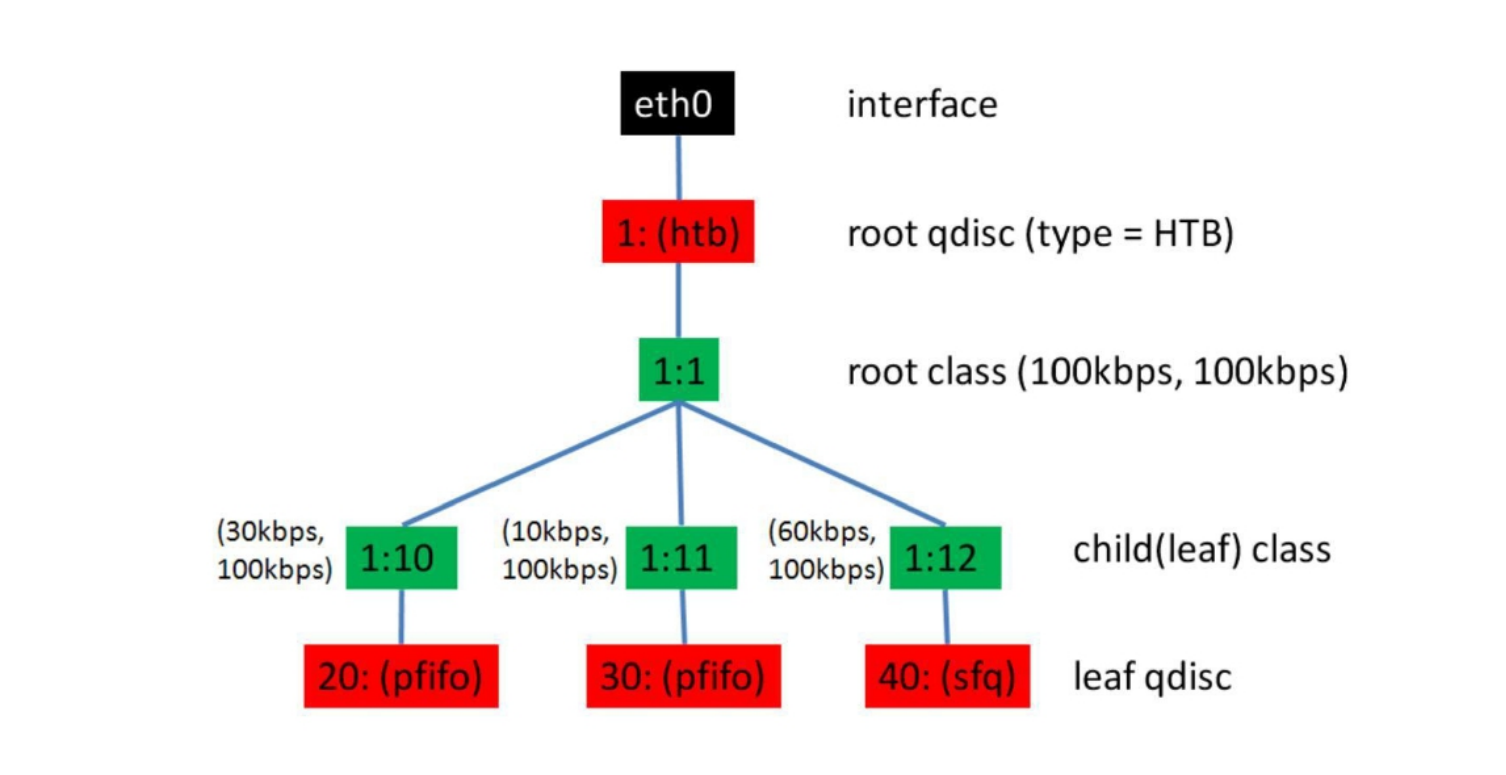 eth0 interface
1: (htb) root qdisc (type = HTB)
1:1 root class (100kbps, 100kbps)
(30kbps,
100kbps)
1:10
(10kbps,
100kbps)
1:11
(60kbps,
100kbps)
1:12
child(leaf) class
20: (pfifo) 30: (pfifo) 40: (sfq) leaf qdisc